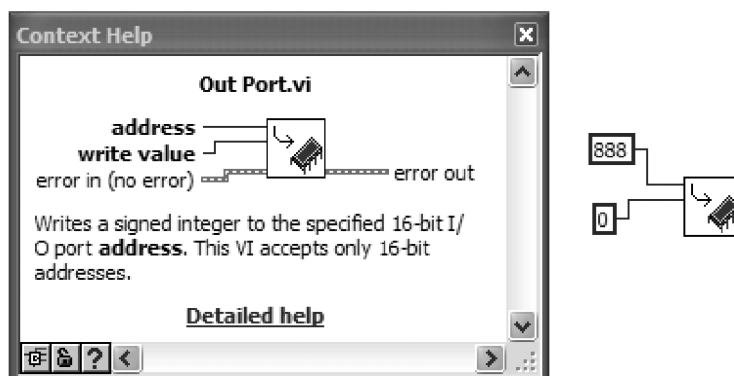 Context Help
Out Port.vi
address
write value
error in (no error)
error out
Writes a signed integer to the specified 16-bit I/
O port address. This VI accepts only 16-bit
addresses.
Detailed help
?
888
0